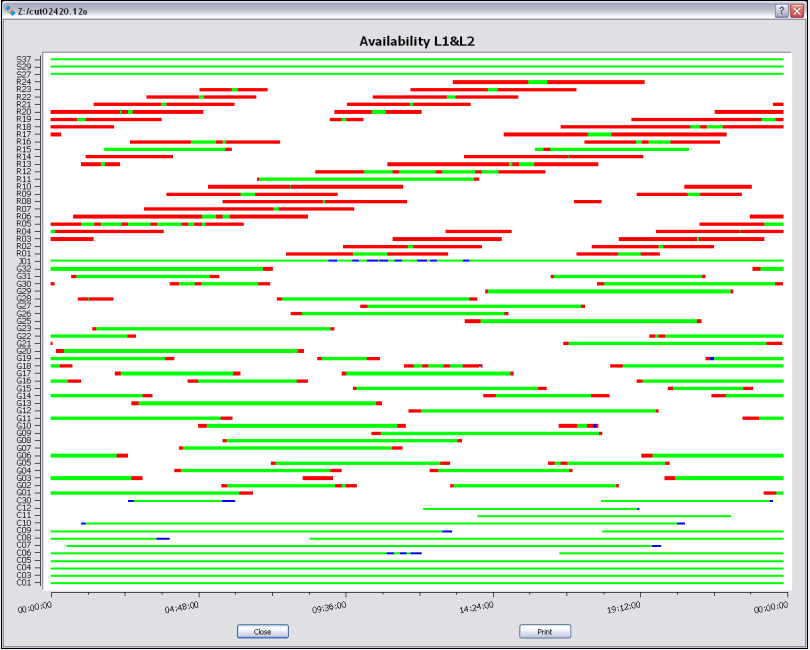 Z:/cut02420.12o
Availability L1&L2
S37
S29
S27
R24
R23
R22
R21
R20
R19
R18
R17
R16
R15
R14
R13
R12
R11
R10
R09
R08
R07
R06
R05
R04
R03
R02
R01
J01
G32
G31
G30
G29
G28
G27
G26
G25
G23
G22
G21
G20
G19
G18
G17
G16
G15
G14
G13
G12
G11
G10
G09
G08
G07
G06
G05
G04
G03
G02
G01
C30
C12
C11
C10
C09
C08
C07
C06
C05
C04
C03
C01
00:00:00 04:48:00 09:36:00 14:24:00 19:12:00 00:00:00
Close Print